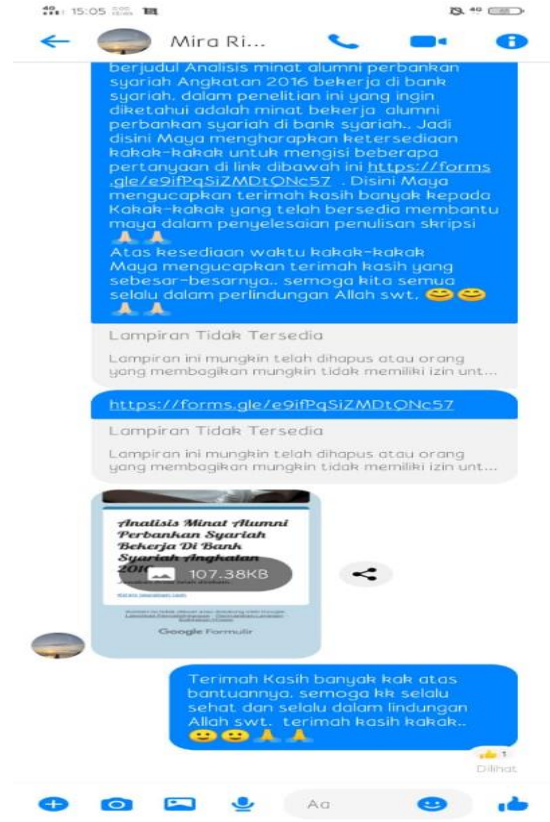 15:05
Mira Ri...
berjudul Analisis minat alumni perbankan
syariah Angkatan 2016 bekerja di bank
syariah. dalam penelitian ini yang ingin
diketahui adalah minat bekerja alumni
perbankan syariah di bank syariah.. Jadi
disini Maya mengharapkan ketersediaan
kakak-kakak untuk mengisi beberapa
pertanyaan di link dibawah ini https://forms
.gle/e9ifPqSiZMDtQNc57 . Disini Maya
mengucapkan terimah kasih banyak kepada
Kakak-kakak yang telah bersedia membantu
maya dalam penyelesaian penulisan skripsi
🙏🏻🙏🏻
Atas kesediaan waktu kakak-kakak
Maya mengucapkan terimah kasih yang
sebesar-besarnya.. semoga kita semua
selalu dalam perlindungan Allah swt. 😊😊
🙏🏻🙏🏻
Lampiran Tidak Tersedia
Lampiran ini mungkin telah dihapus atau orang
yang membagikan mungkin tidak memiliki izin unt...
https://forms.gle/e9ifPqSiZMDtQNc57
Lampiran Tidak Tersedia
Lampiran ini mungkin telah dihapus atau orang
yang membagikan mungkin tidak memiliki izin unt...
Analisis Minat Alumni
Perbankan Syariah
Bekerja Di Bank
Syariah Angkatan
107.38KB
Google Formulir
Terimah Kasih banyak kak atas
bantuannya. semoga kk selalu
sehat dan selalu dalam lindungan
Allah swt. terimah kasih kakak..
🙂🙂🙏🙏
👍 1
Dilihat
Aa